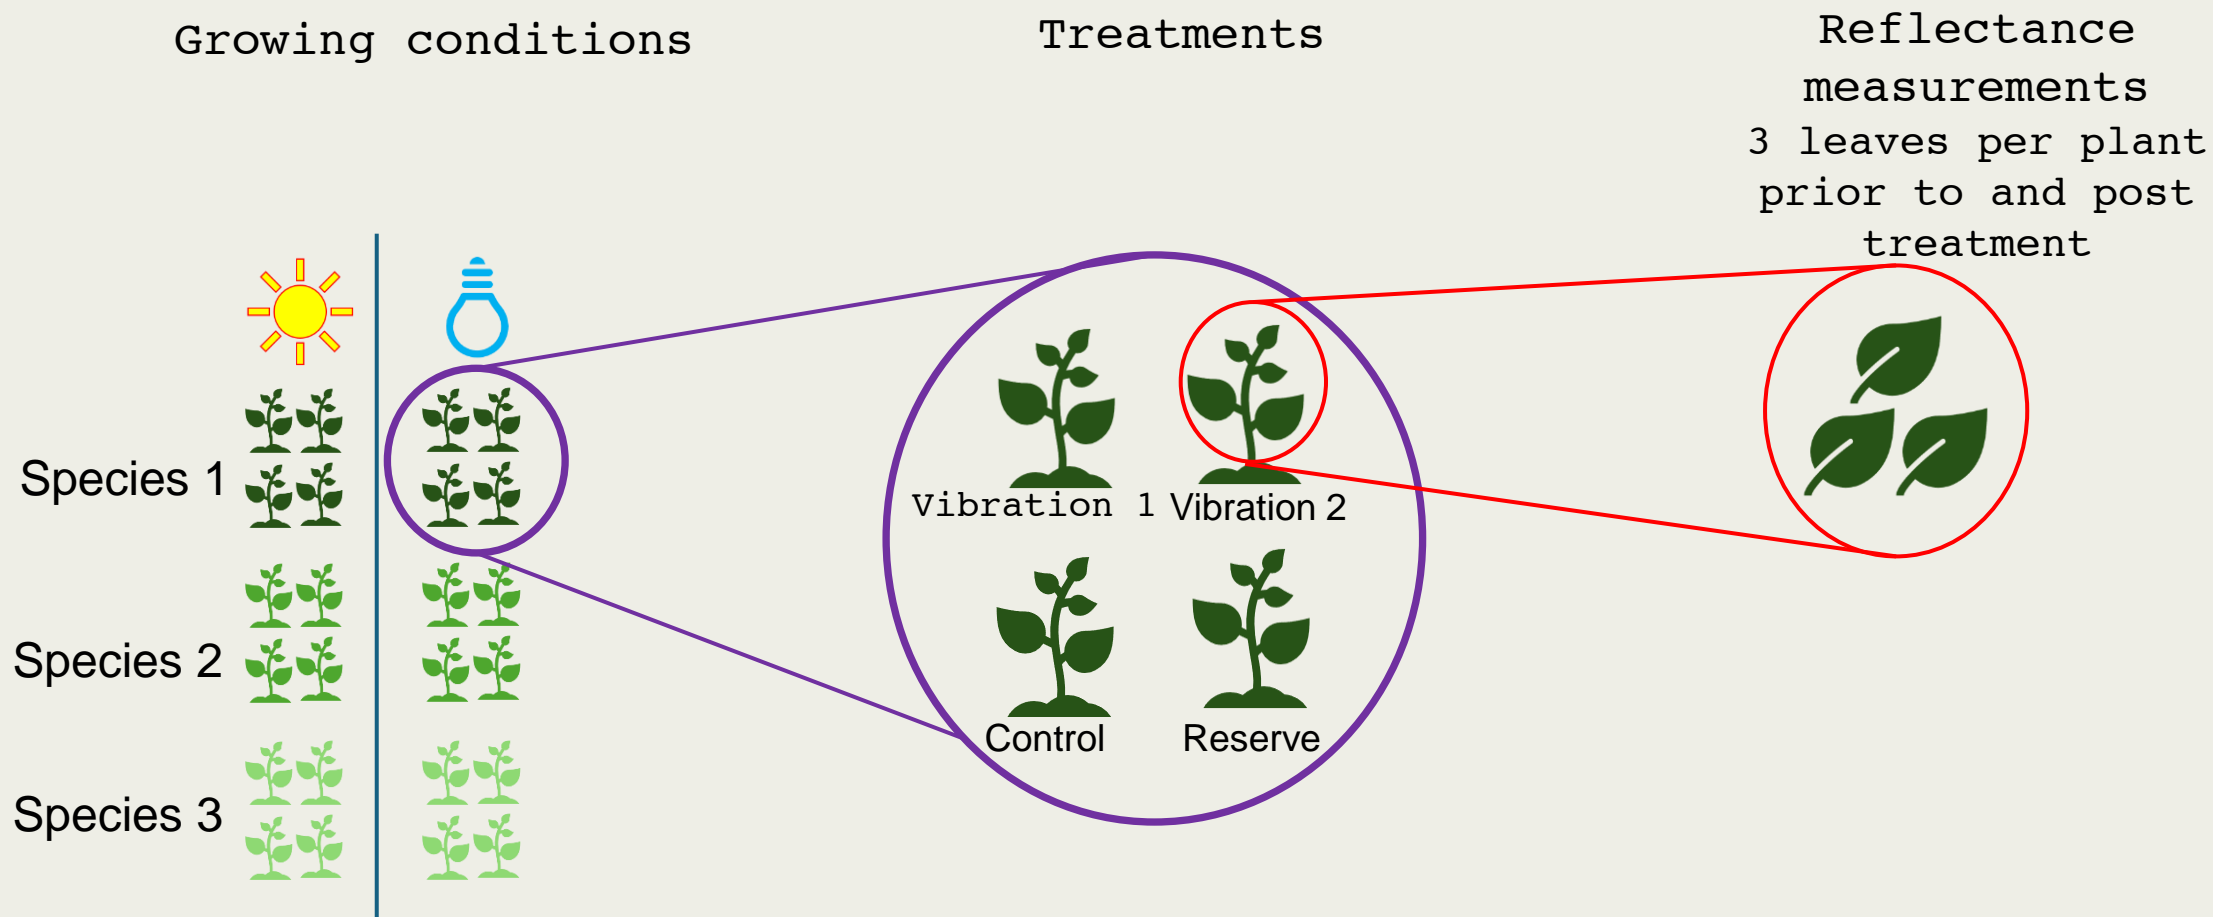 Growing conditions
Treatments
Reflectance
measurements
3 leaves per plant
prior to and post
treatment
Species 1
Species 2
Species 3
Vibration 1
Vibration 2
Control
Reserve